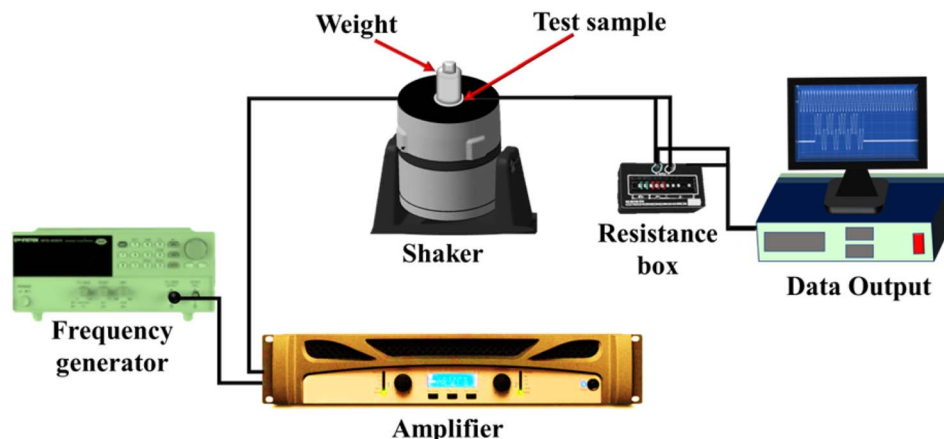 Weight
Test sample
Shaker
Resistance
box
Data Output
Frequency
generator
Amplifier